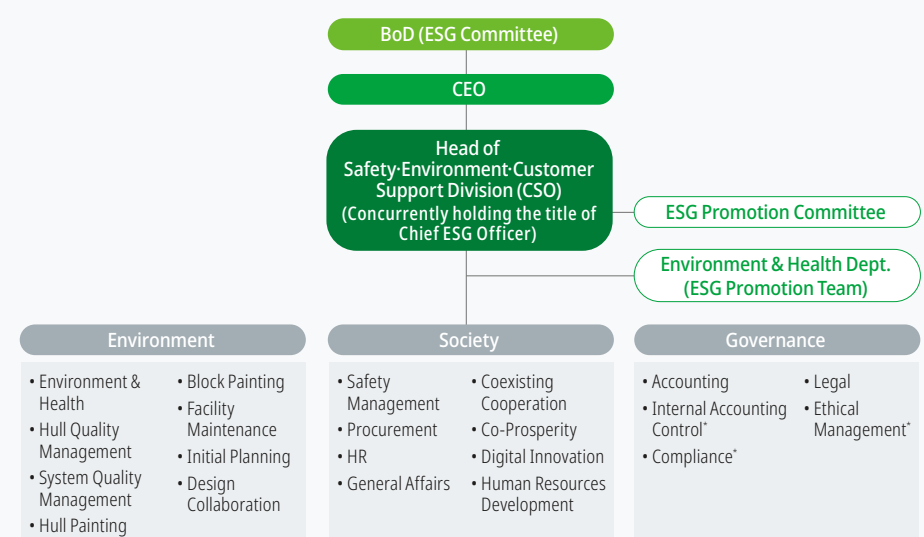 BoD (ESG Committee)
CEO
Head of
Safety·Environment·Customer
Support Division (CSO)
(Concurrently holding the title of
Chief ESG Officer)
ESG Promotion Committee
Environment & Health Dept.
(ESG Promotion Team)
Environment
• Environment &
Health
• Hull Quality
Management
• System Quality
Management
• Hull Painting
• Block Painting
• Facility
Maintenance
• Initial Planning
• Design
Collaboration
Society
• Safety
Management
• Procurement
• HR
• General Affairs
• Coexisting
Cooperation
• Co-Prosperity
• Digital Innovation
• Human Resources
Development
Governance
• Accounting
• Internal Accounting
Control*
• Compliance*
• Legal
• Ethical
Management*